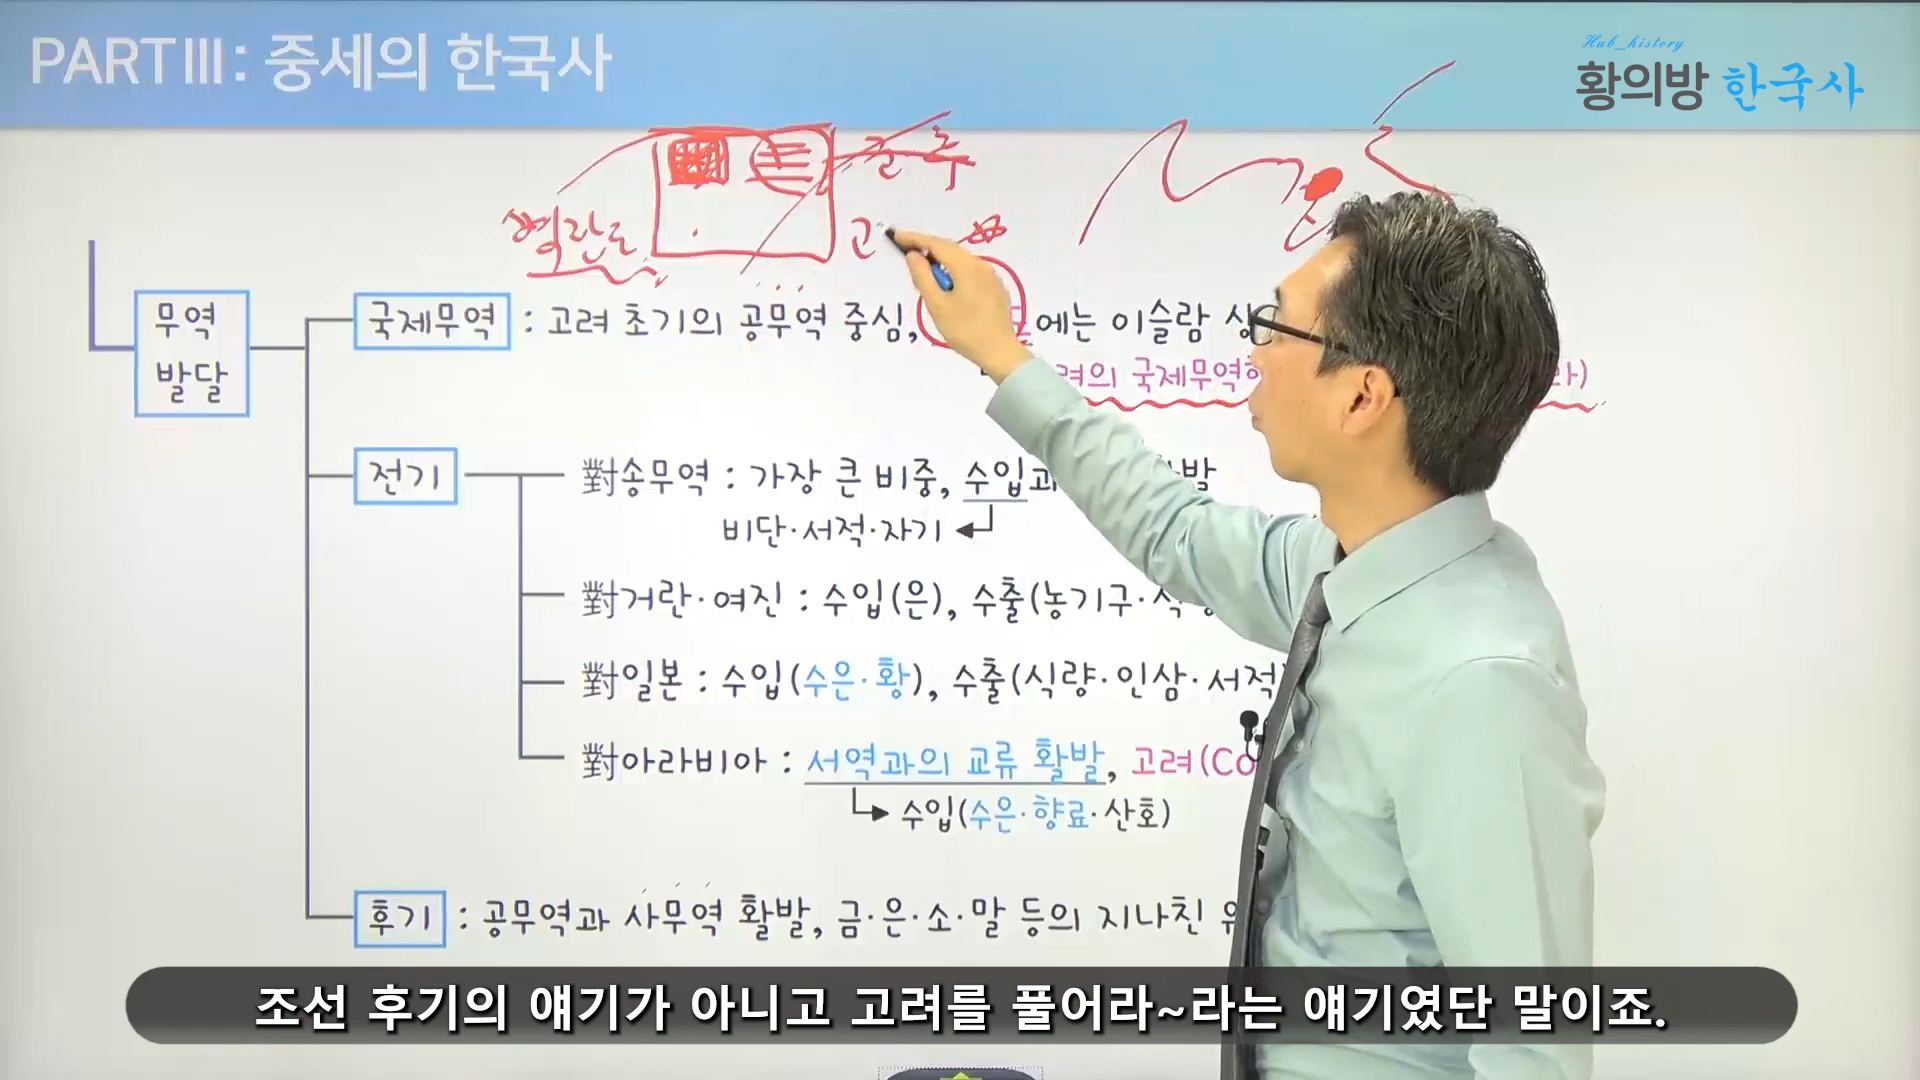 PARTⅢ: 중세의 한국사
Hub_history
황의방 한국사
벽란도
무역
발달
국제무역 : 고려 초기의 공무역 중심, 에는 이슬람 상
국제무역항
전기
對송무역 : 가장 큰 비중, 수입과
비단·서적·자기
對거란·여진 : 수입(은), 수출(농기구·식량
對일본 : 수입(수은·황), 수출(식량·인삼·서적)
對아라비아 : 서역과의 교류 활발, 고려(Co
수입(수은·향료·산호)
후기 : 공무역과 사무역 활발, 금·은·소·말 등의 지나친
조선 후기의 얘기가 아니고 고려를 풀어라~라는 얘기였단 말이죠.